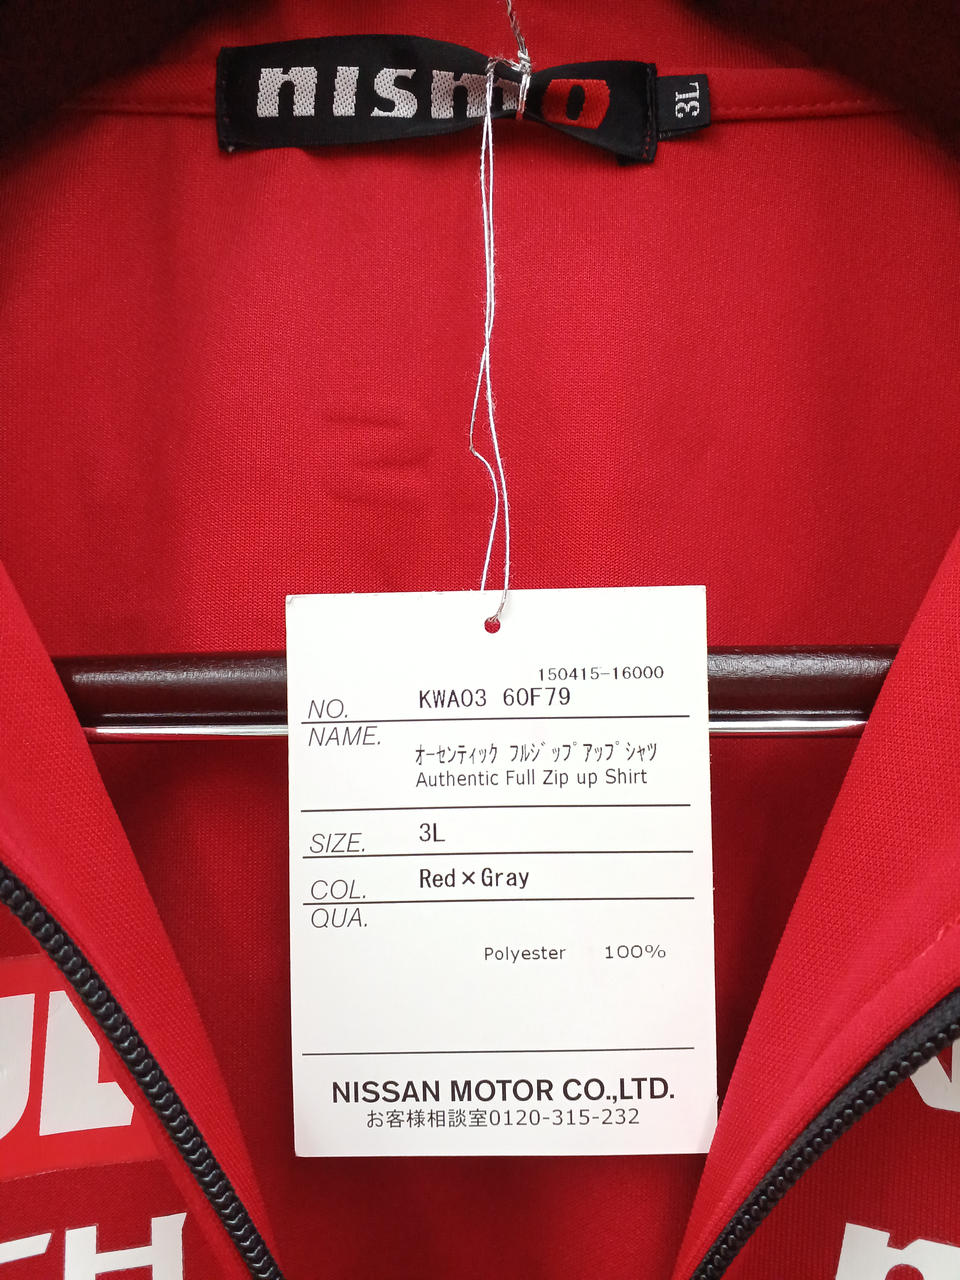 nismo
3L
150415-16000
NO. KWA03 60F79
NAME.
ｵｰｾﾝﾃｨｯｸ ﾌﾙｼﾞｯﾌﾟｱｯﾌﾟｼｬﾂ
Authentic Full Zip up Shirt
SIZE. 3L
COL. Red×Gray
QUA.
Polyester 100%
NISSAN MOTOR CO.,LTD.
お客様相談室0120-315-232